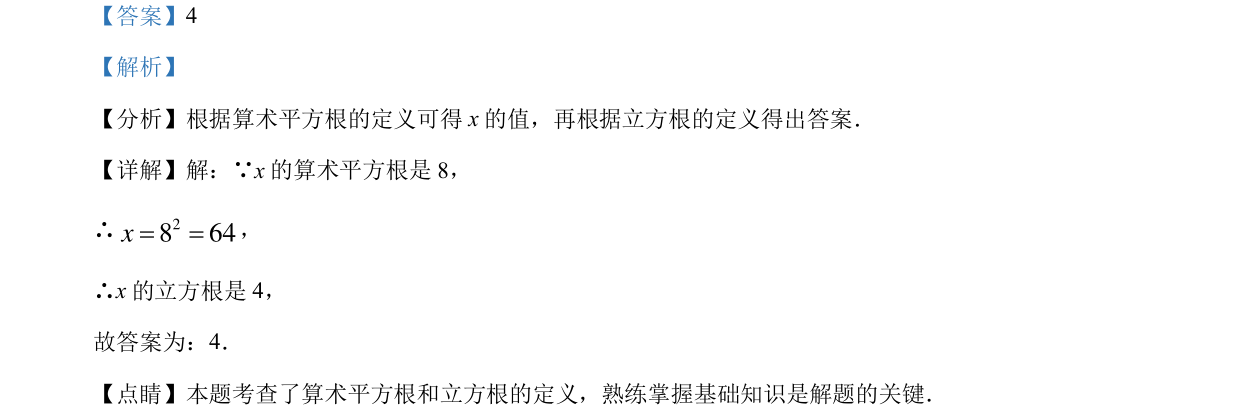 【答案】4
【解析】
【分析】根据算术平方根的定义可得 x 的值，再根据立方根的定义得出答案．
【详解】解：∵x 的算术平方根是 8，
∴ x = 8² = 64，
∴x 的立方根是 4，
故答案为：4．
【点睛】本题考查了算术平方根和立方根的定义，熟练掌握基础知识是解题的关键．